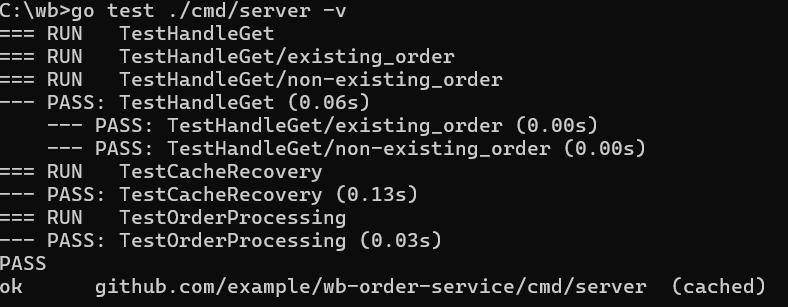 C:\wb>go test ./cmd/server -v
=== RUN   TestHandleGet
=== RUN   TestHandleGet/existing_order
=== RUN   TestHandleGet/non-existing_order
--- PASS: TestHandleGet (0.06s)
    --- PASS: TestHandleGet/existing_order (0.00s)
    --- PASS: TestHandleGet/non-existing_order (0.00s)
=== RUN   TestCacheRecovery
--- PASS: TestCacheRecovery (0.13s)
=== RUN   TestOrderProcessing
--- PASS: TestOrderProcessing (0.03s)
PASS
ok      github.com/example/wb-order-service/cmd/server  (cached)